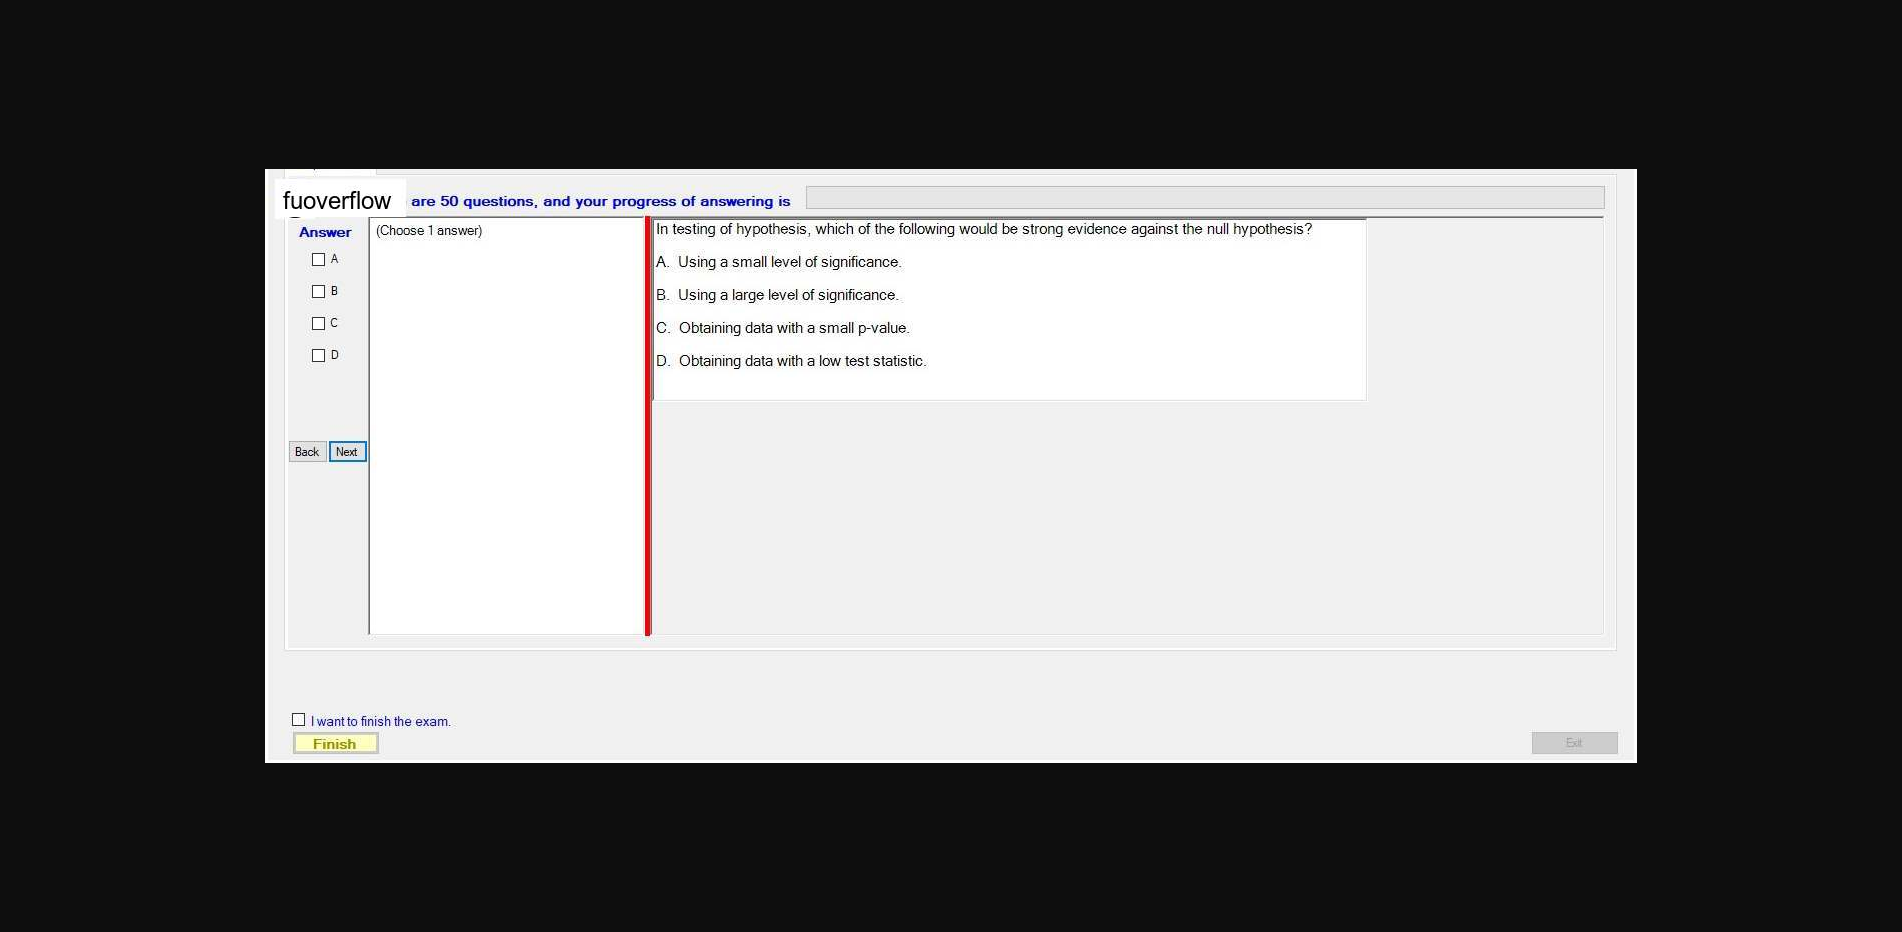 fuoverflow are 50 questions, and your progress of answering is
Answer
(Choose 1 answer)
A
B
C
D
Back Next
In testing of hypothesis, which of the following would be strong evidence against the null hypothesis?
A. Using a small level of significance.
B. Using a large level of significance.
C. Obtaining data with a small p-value.
D. Obtaining data with a low test statistic.
I want to finish the exam.
Finish
Exit